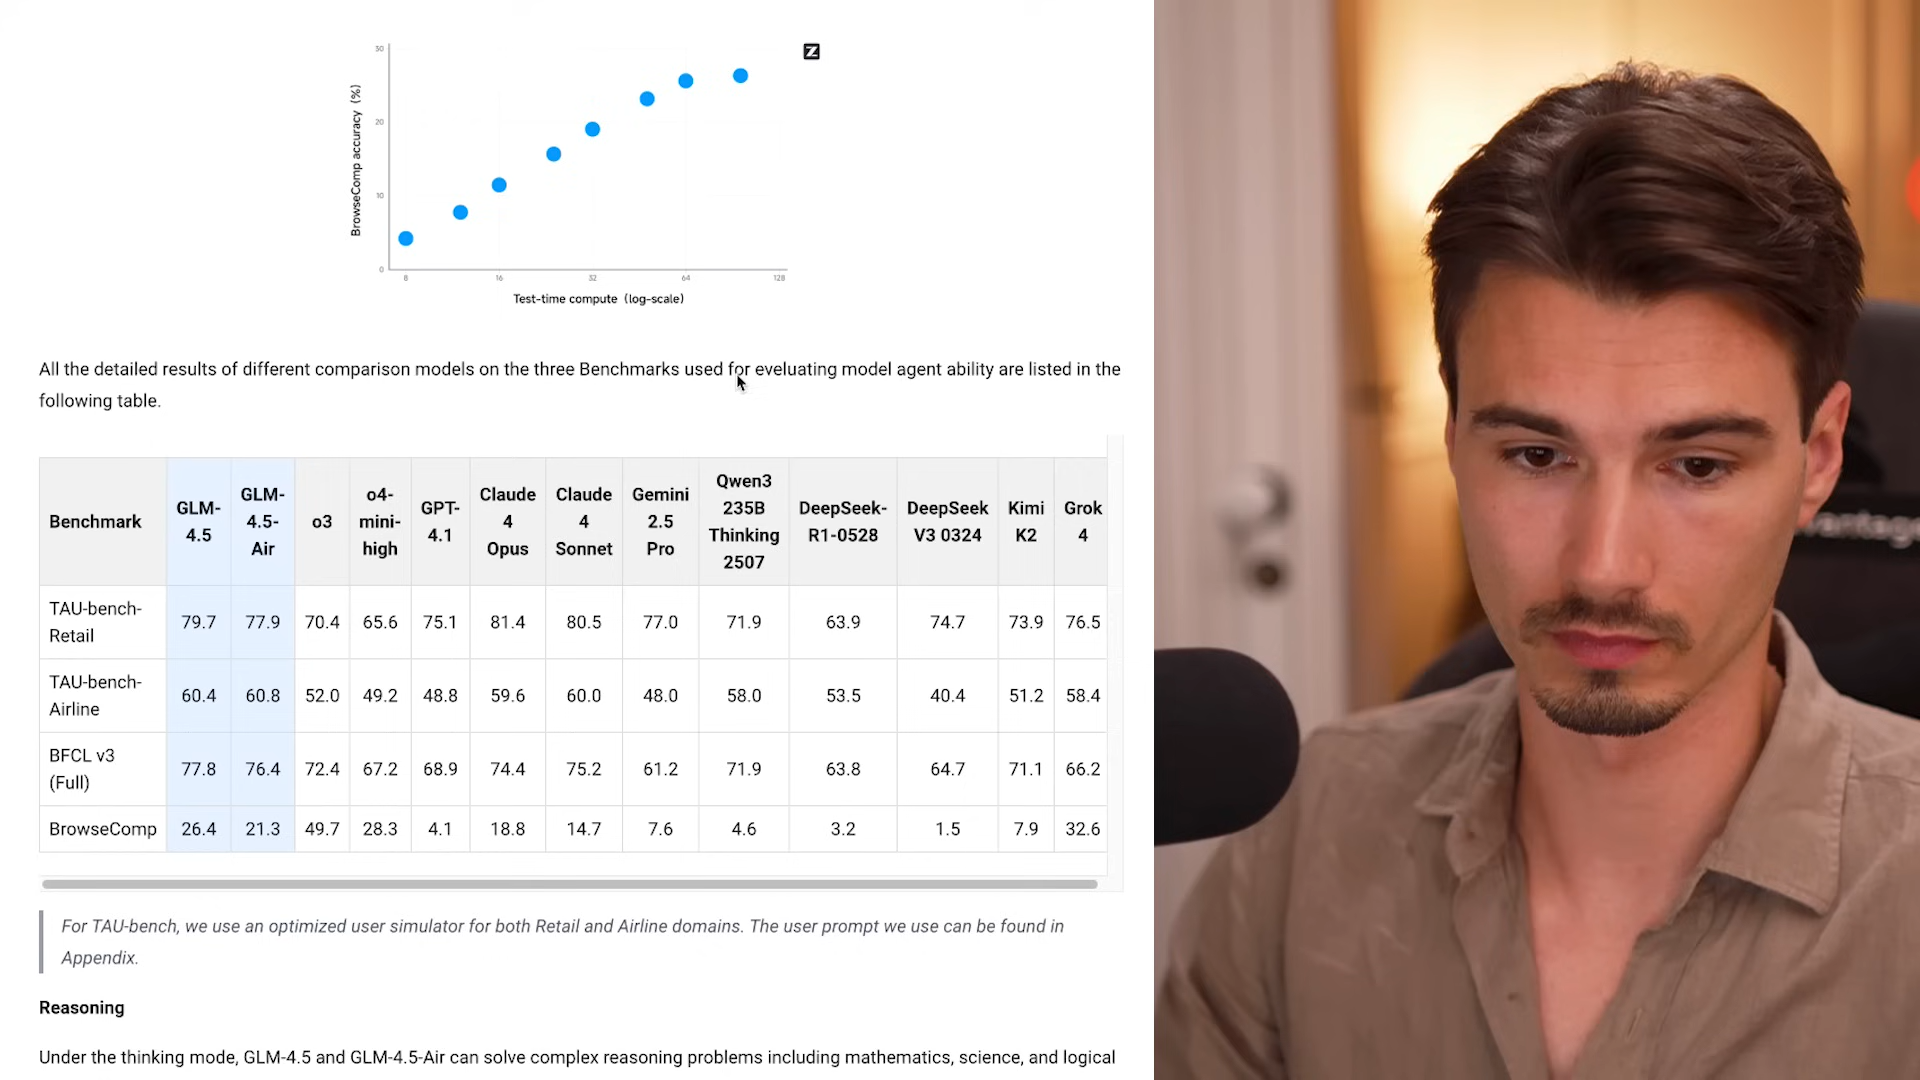 30
Z
20
10
0
BrowseComp accuracy (%)
8 16 32 64 128
Test-time compute (log-scale)
All the detailed results of different comparison models on the three Benchmarks used for eveluating model agent ability are listed in the
following table.
Benchmark GLM-4.5 GLM-4.5-Air o3 o4-mini-high GPT-4.1 Claude 4 Opus Claude 4 Sonnet Gemini 2.5 Pro Qwen3 235B Thinking 2507 DeepSeek-R1-0528 DeepSeek V3 0324 Kimi K2 Grok 4
TAU-bench-Retail 79.7 77.9 70.4 65.6 75.1 81.4 80.5 77.0 71.9 63.9 74.7 73.9 76.5
TAU-bench-Airline 60.4 60.8 52.0 49.2 48.8 59.6 60.0 48.0 58.0 53.5 40.4 51.2 58.4
BFCL v3 (Full) 77.8 76.4 72.4 67.2 68.9 74.4 75.2 61.2 71.9 63.8 64.7 71.1 66.2
BrowseComp 26.4 21.3 49.7 28.3 4.1 18.8 14.7 7.6 4.6 3.2 1.5 7.9 32.6
For TAU-bench, we use an optimized user simulator for both Retail and Airline domains. The user prompt we use can be found in
Appendix.
Reasoning
Under the thinking mode, GLM-4.5 and GLM-4.5-Air can solve complex reasoning problems including mathematics, science, and logical